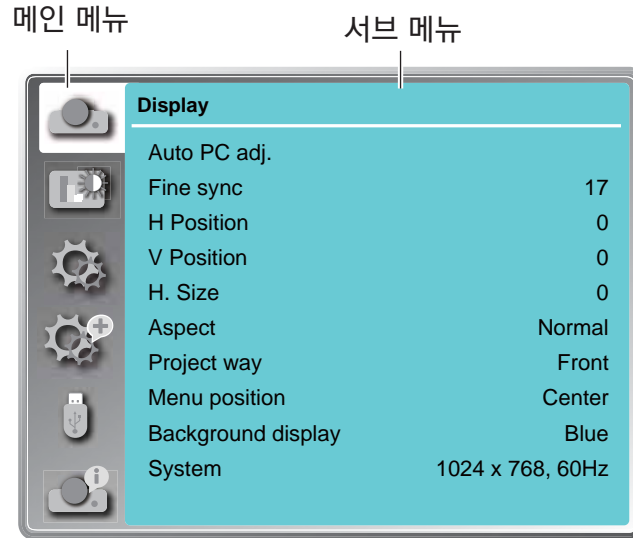 메인 메뉴
서브 메뉴
Display
Auto PC adj.
Fine sync 17
H Position 0
V Position 0
H. Size 0
Aspect Normal
Project way Front
Menu position Center
Background display Blue
System 1024 x 768, 60Hz